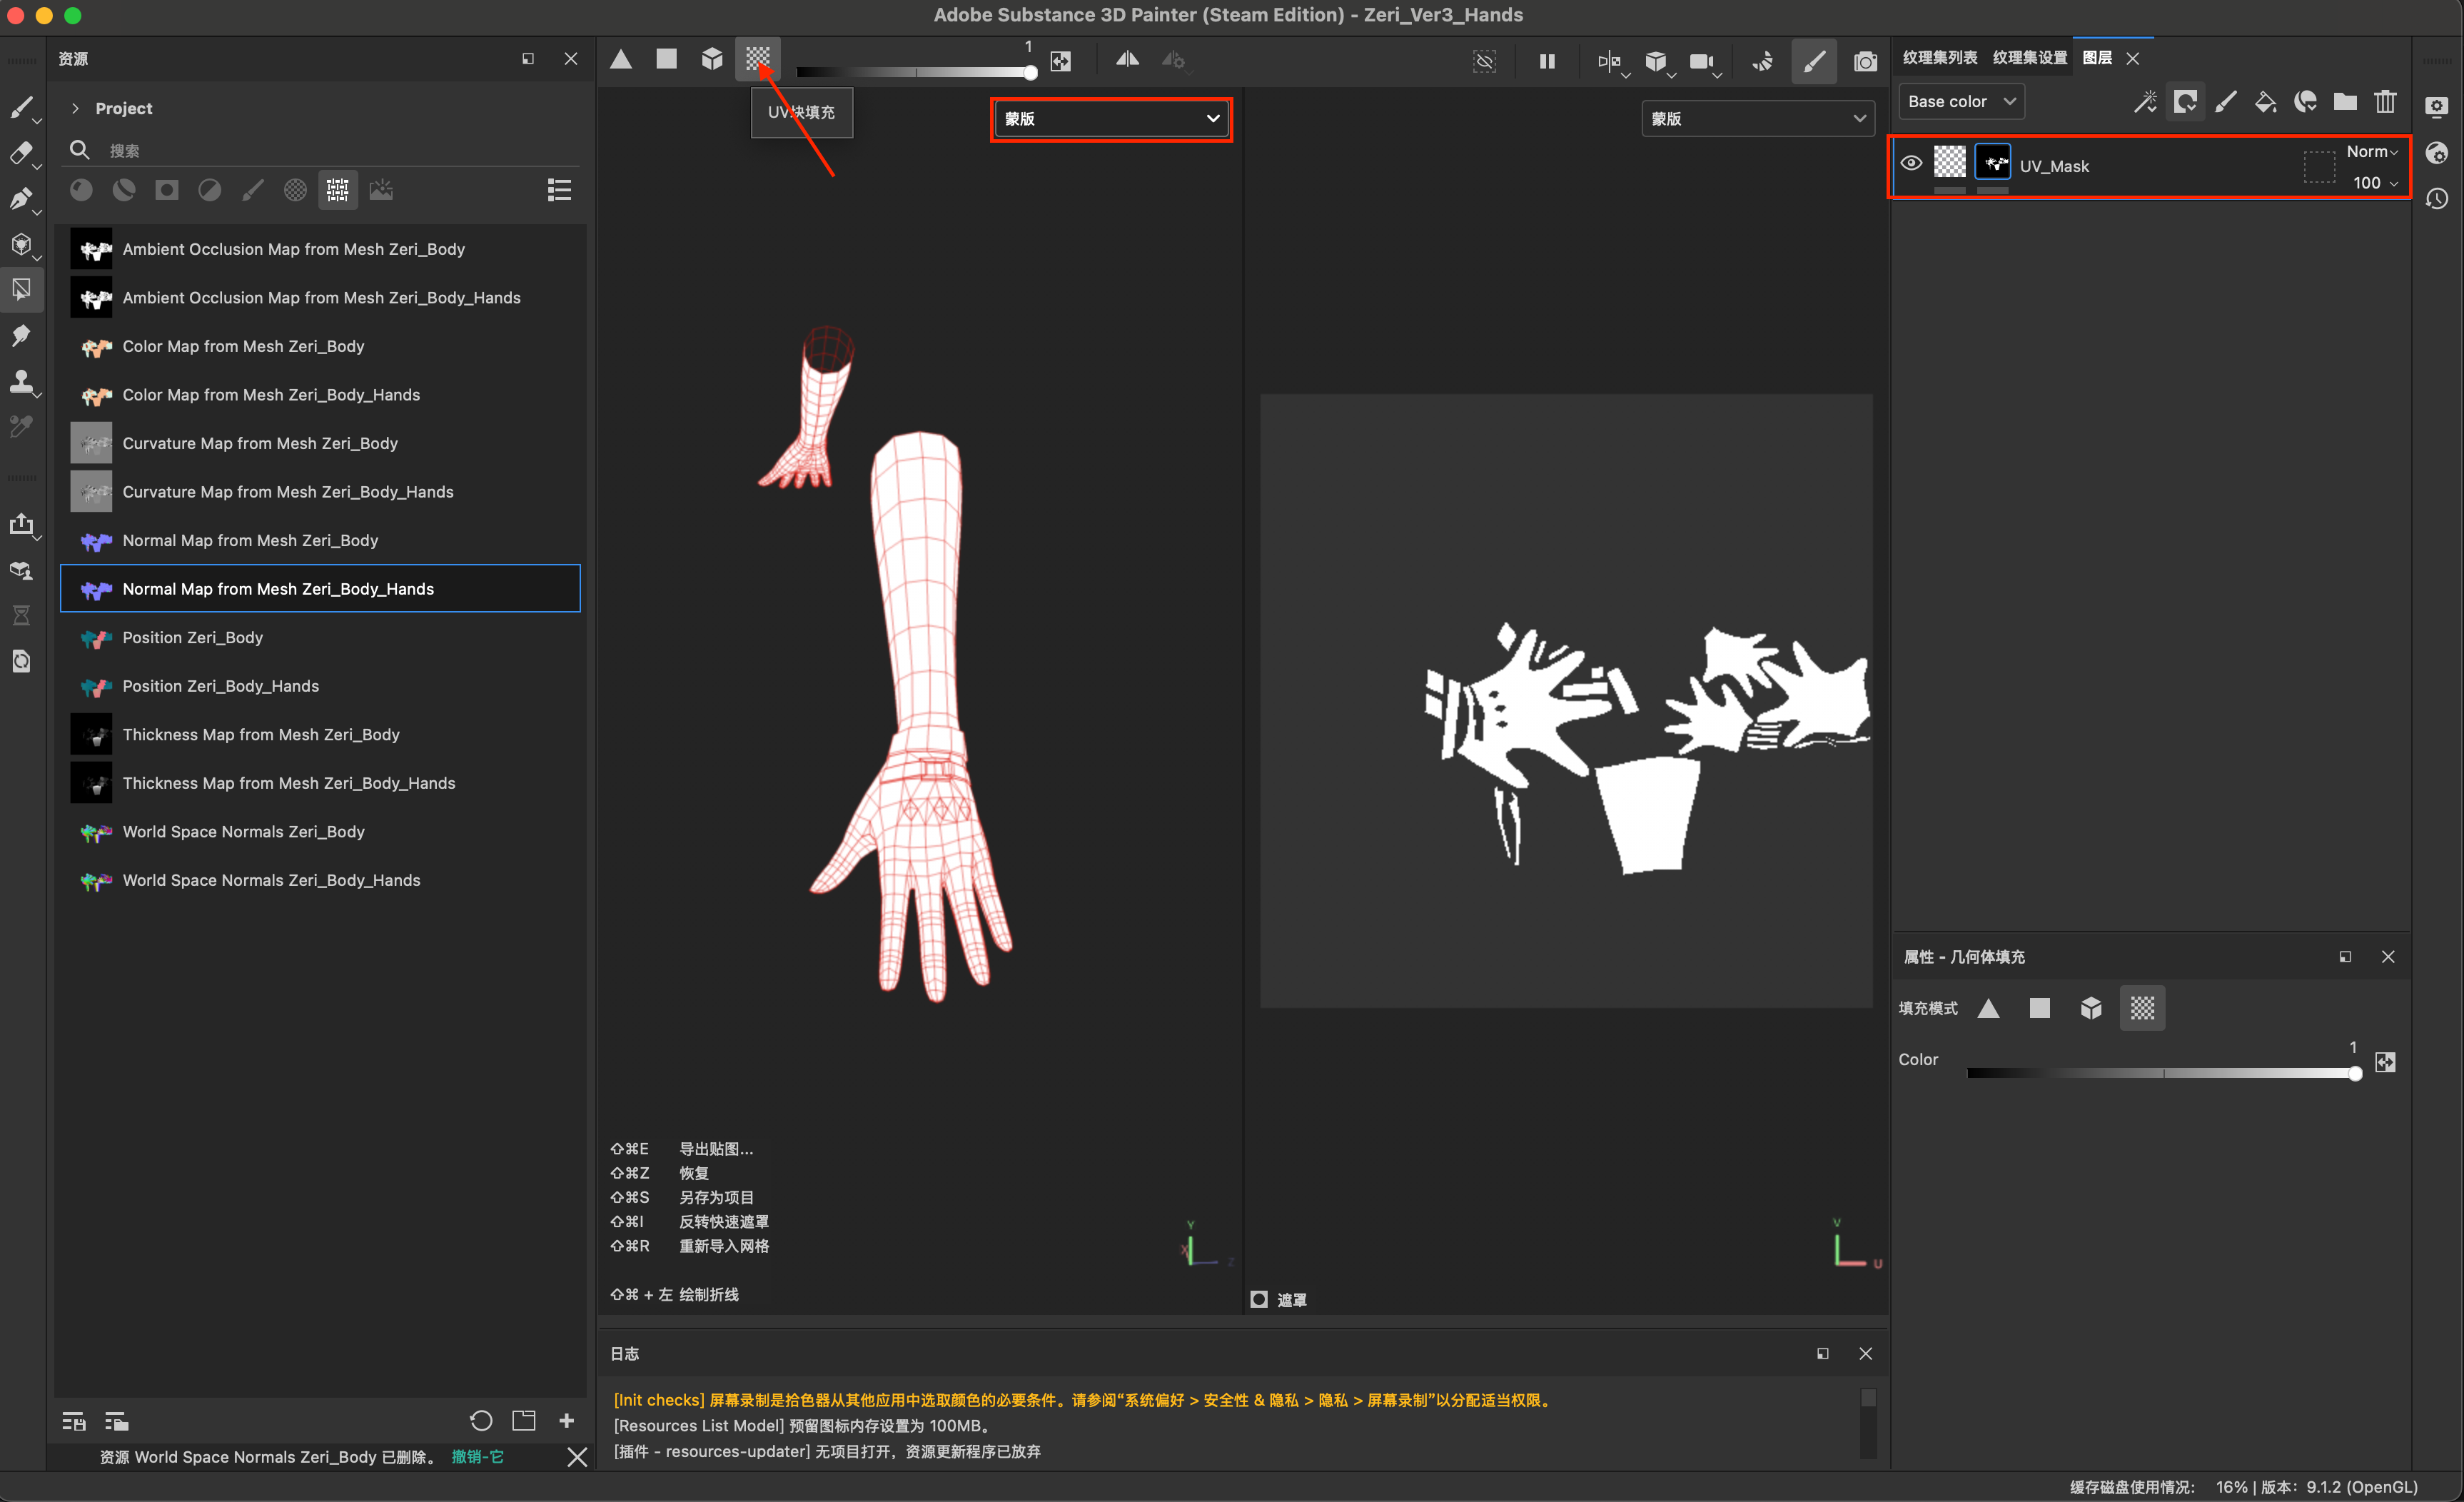 Adobe Substance 3D Painter (Steam Edition) - Zeri_Ver3_Hands
资源
Project
搜索
Ambient Occlusion Map from Mesh Zeri_Body
Ambient Occlusion Map from Mesh Zeri_Body_Hands
Color Map from Mesh Zeri_Body
Color Map from Mesh Zeri_Body_Hands
Curvature Map from Mesh Zeri_Body
Curvature Map from Mesh Zeri_Body_Hands
Normal Map from Mesh Zeri_Body
Normal Map from Mesh Zeri_Body_Hands
Position Zeri_Body
Position Zeri_Body_Hands
Thickness Map from Mesh Zeri_Body
Thickness Map from Mesh Zeri_Body_Hands
World Space Normals Zeri_Body
World Space Normals Zeri_Body_Hands
资源 World Space Normals Zeri_Body 已删除。 撤销-它
1
UV块填充
蒙版
蒙版
⇧⌘E 导出贴图...
⇧⌘Z 恢复
⇧⌘S 另存为项目
⇧⌘I 反转快速遮罩
⇧⌘R 重新导入网格
⇧⌘ + 左 绘制折线
Y
X
Z
V
U
遮罩
日志
[Init checks] 屏幕录制是拾色器从其他应用中选取颜色的必要条件。请参阅“系统偏好 > 安全性 & 隐私 > 隐私 > 屏幕录制”以分配适当权限。
[Resources List Model] 预留图标内存设置为 100MB。
[插件 - resources-updater] 无项目打开，资源更新程序已放弃
纹理集列表 纹理集设置 图层
Base color
UV_Mask
Norm
100
属性 - 几何体填充
填充模式
Color
1
缓存磁盘使用情况： 16% | 版本：9.1.2 (OpenGL)